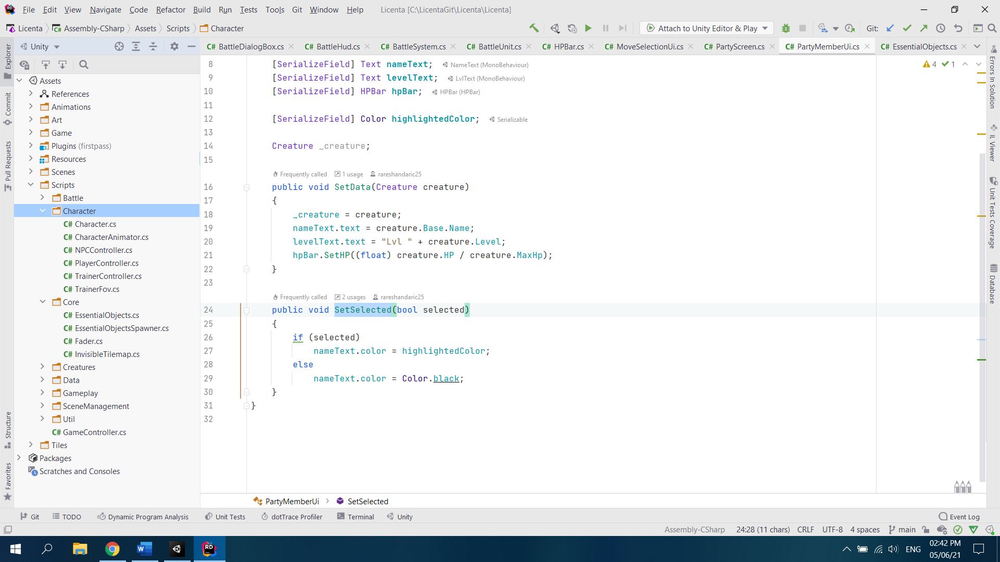 File Edit View Navigate Code Refactor Build Run Tests Tools Git Window Help Licenta [C:\LicentaGit\Licenta\Licenta]
Licenta Assembly-CSharp Assets Scripts Character Attach to Unity Editor & Play Git:
Unity
BattleDialogBox.cs BattleHud.cs BattleSystem.cs BattleUnit.cs HPBar.cs MoveSelectionUi.cs PartyScreen.cs PartyMemberUi.cs EssentialObjects.cs
Explorer
Commit
Pull Requests
Structure
Favorites
Assets
References
Animations
Art
Game
Plugins (firstpass)
Resources
Scenes
Scripts
Battle
Character
C# Character.cs
C# CharacterAnimator.cs
C# NPCController.cs
C# PlayerController.cs
C# TrainerController.cs
C# TrainerFov.cs
Core
C# EssentialObjects.cs
C# EssentialObjectsSpawner.cs
C# Fader.cs
C# InvisibleTilemap.cs
Creatures
Data
Gameplay
SceneManagement
Util
C# GameController.cs
Tiles
Packages
Scratches and Consoles
4 1
8 [SerializeField] Text nameText; NameText (MonoBehaviour)
9 [SerializeField] Text levelText; LvlText (MonoBehaviour)
10 [SerializeField] HPBar hpBar; HPBar (HPBar)
11
12 [SerializeField] Color highlightedColor; Serializable
13
14 Creature _creature;
15
Frequently called 1 usage rareshandaric25
16 public void SetData(Creature creature)
17 {
18 _creature = creature;
19 nameText.text = creature.Base.Name;
20 levelText.text = "Lvl " + creature.Level;
21 hpBar.SetHP((float) creature.HP / creature.MaxHp);
22 }
23
Frequently called 2 usages rareshandaric25
24 public void SetSelected(bool selected)
25 {
26 if (selected)
27 nameText.color = highlightedColor;
28 else
29 nameText.color = Color.black;
30 }
31 }
32
Errors In Solution
IL Viewer
Unit Tests Coverage
Database
PartyMemberUi SetSelected
Git TODO Dynamic Program Analysis Unit Tests dotTrace Profiler Terminal Unity Event Log
Assembly-CSharp 24:28 (11 chars) CRLF UTF-8 4 spaces main
ENG 02:42 PM
05/06/21